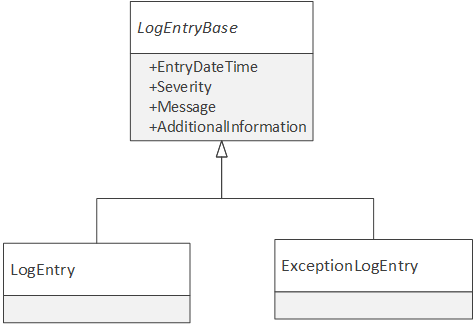 LogEntryBase
+EntryDateTime
+Severity
+Message
+AdditionalInformation
LogEntry
ExceptionLogEntry